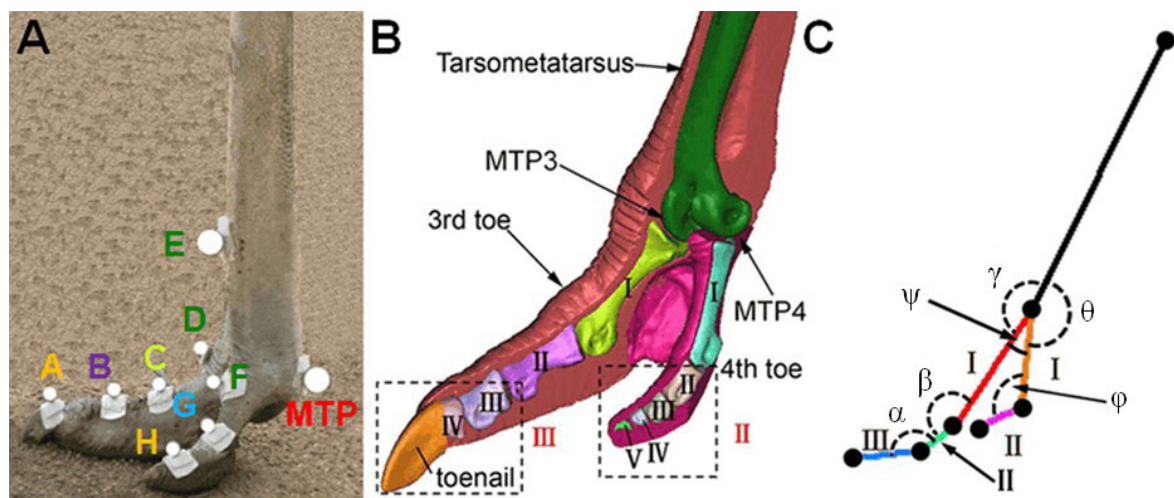 A
E
D
A
B
C
F
G
MTP
H
B
Tarsometatarsus
MTP3
3rd toe
I
I
MTP4
II
4th toe
II
III
III
IV
IV
V
III
II
toenail
C
γ
ψ
θ
I
I
β
α
φ
III
II
II